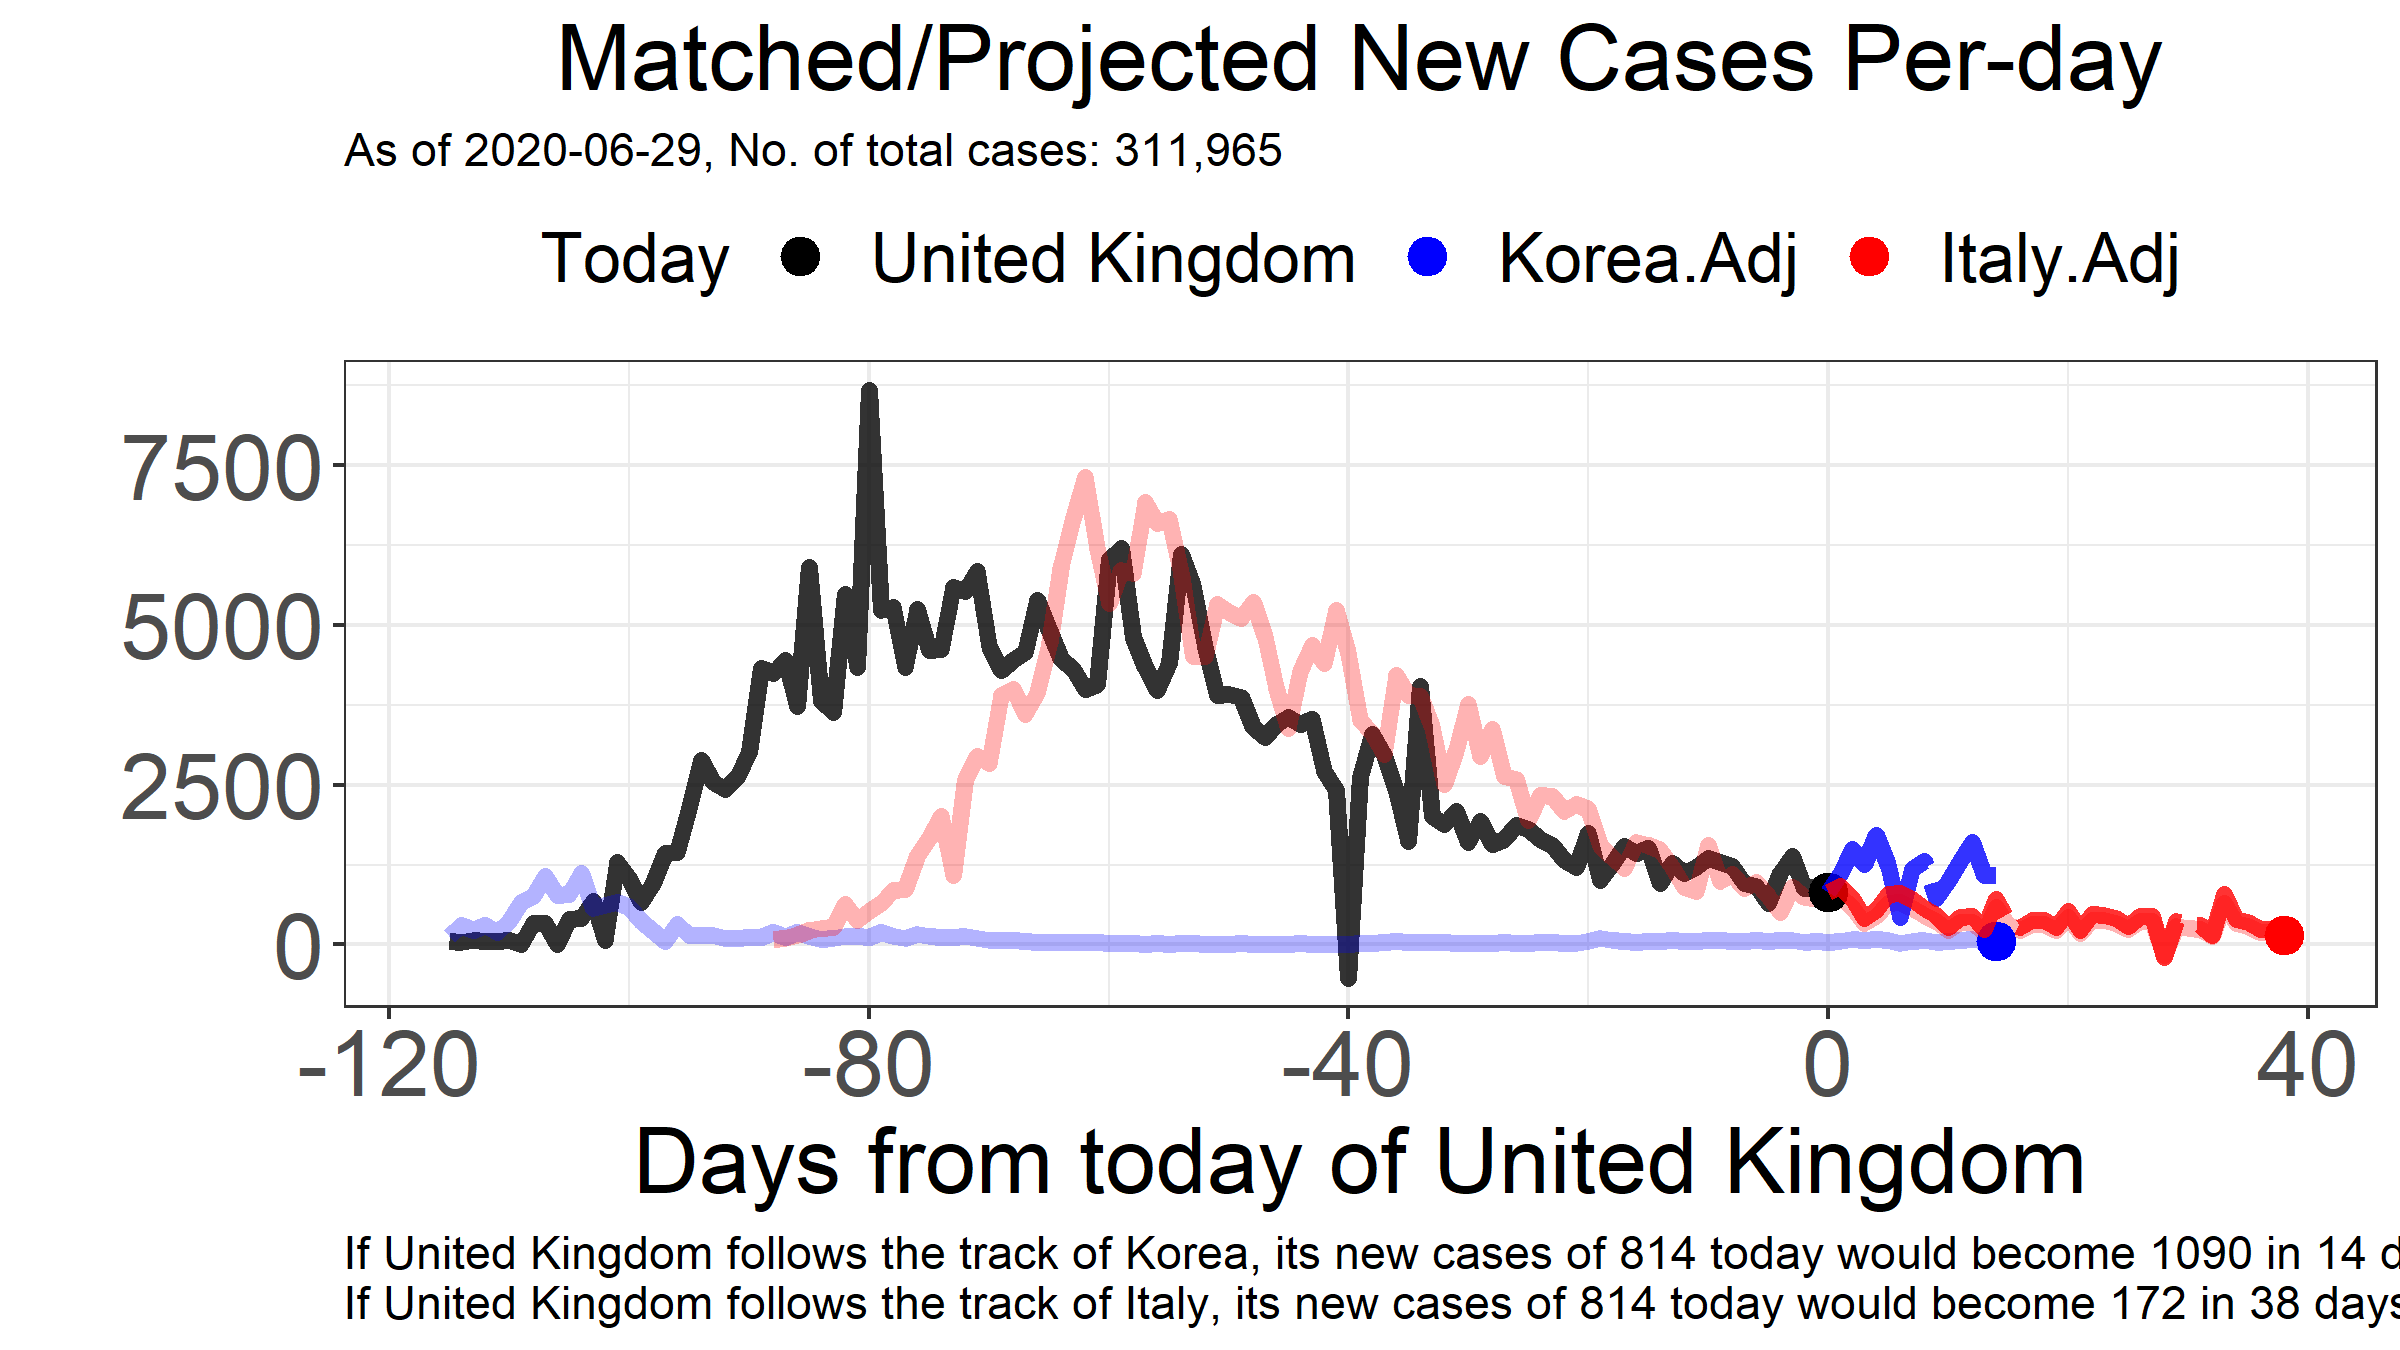 Matched/Projected New Cases Per-day
As of 2020-06-29, No. of total cases: 311,965
Today United Kingdom Korea.Adj Italy.Adj
7500
5000
2500
0
-120 -80 -40 0 40
Days from today of United Kingdom
If United Kingdom follows the track of Korea, its new cases of 814 today would become 1090 in 14 d
If United Kingdom follows the track of Italy, its new cases of 814 today would become 172 in 38 days